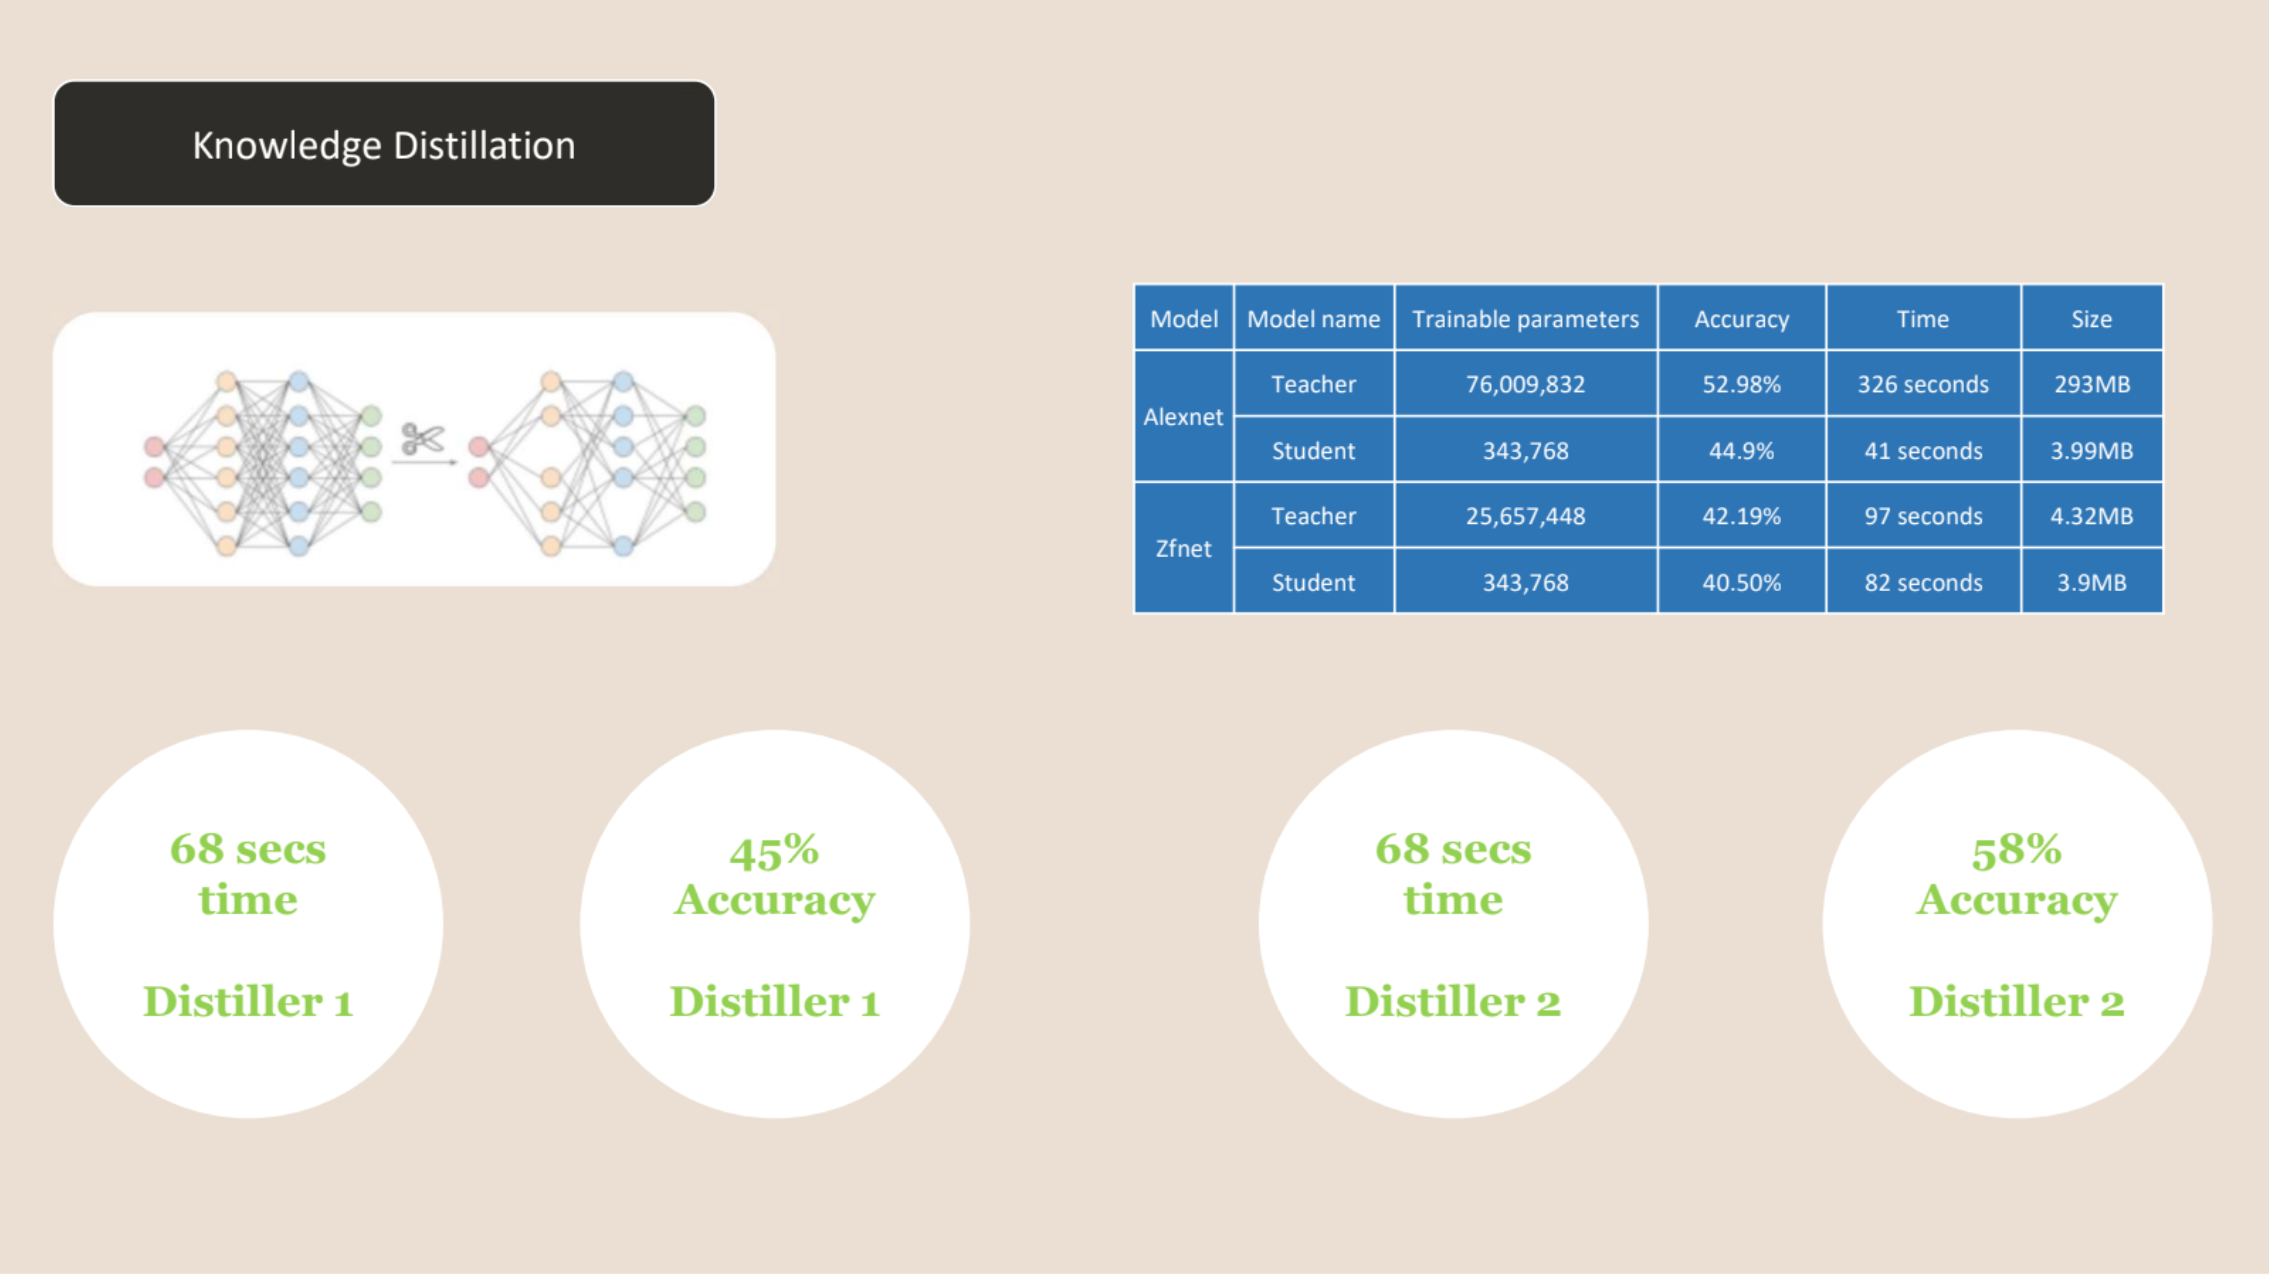 Knowledge Distillation
Model Model name Trainable parameters Accuracy Time Size
Alexnet
Teacher 76,009,832 52.98% 326 seconds 293MB
Student 343,768 44.9% 41 seconds 3.99MB
Zfnet
Teacher 25,657,448 42.19% 97 seconds 4.32MB
Student 343,768 40.50% 82 seconds 3.9MB
68 secs
time
Distiller 1
45%
Accuracy
Distiller 1
68 secs
time
Distiller 2
58%
Accuracy
Distiller 2